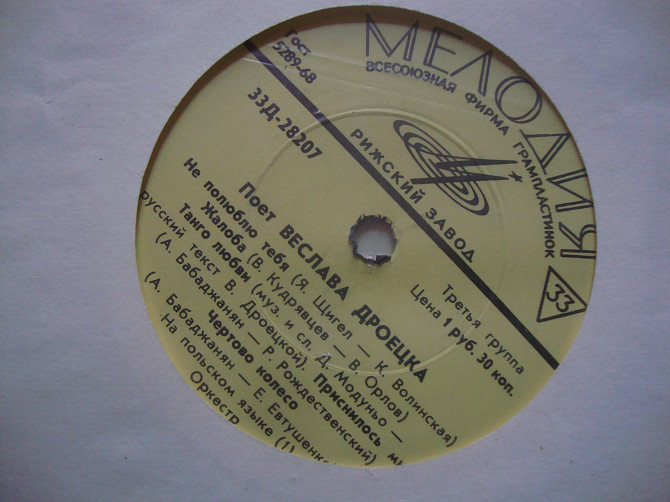 МЕЛОДИЯ
ВСЕСОЮЗНАЯ ФИРМА ГРАМПЛАСТИНОК
РИЖСКИЙ ЗАВОД
33
Гост
5289-68
33Д-28207
Третья группа
Цена 1 руб. 30 коп.
Поет ВЕСЛАВА ДРОЕЦКА
Не полюблю тебя (Я. Щигел — К. Волинская)
Жалоба (В. Кудрявцев — В. Орлов)
Танго любви (муз. и сл. Д. Модуньо —
русский текст В. Дроецкой). Приснилось
(А. Бабаджанян — Р. Рождественский)
Чертово колесо
(А. Бабаджанян — Е. Евтушенко
На польском языке (1)
Оркестр